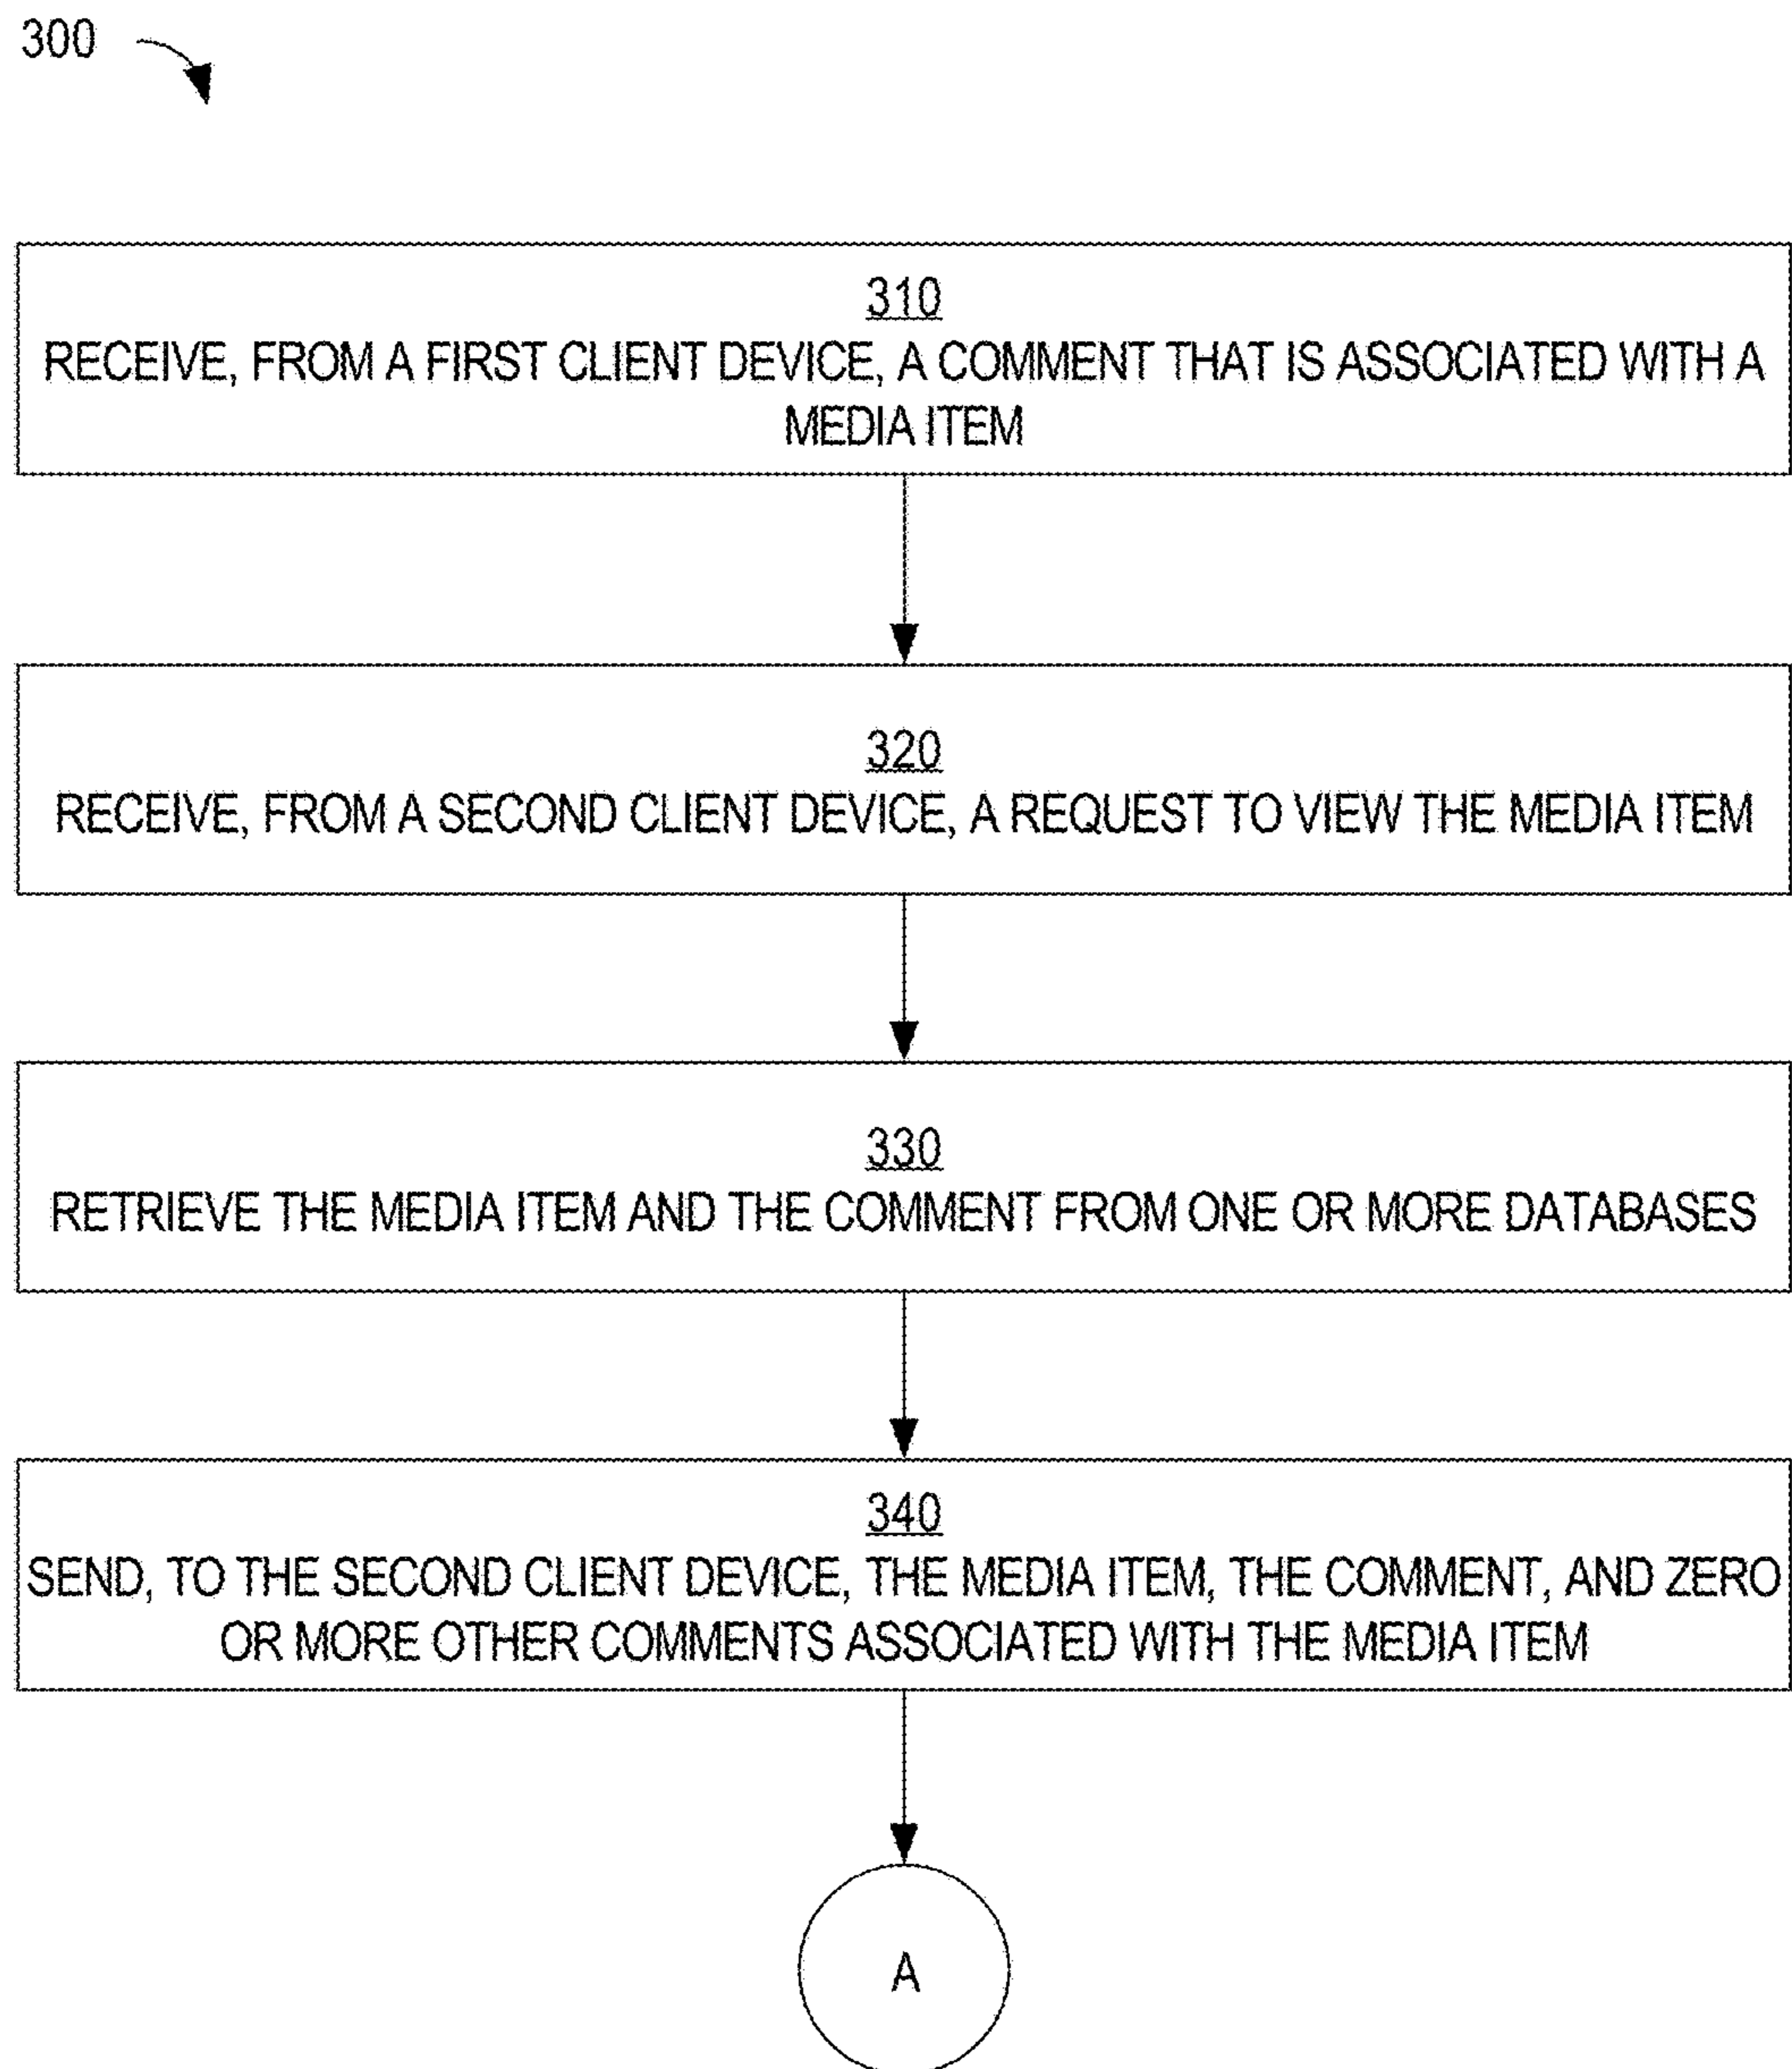 300
310
RECEIVE, FROM A FIRST CLIENT DEVICE, A COMMENT THAT IS ASSOCIATED WITH A
MEDIA ITEM
320
RECEIVE, FROM A SECOND CLIENT DEVICE, A REQUEST TO VIEW THE MEDIA ITEM
330
RETRIEVE THE MEDIA ITEM AND THE COMMENT FROM ONE OR MORE DATABASES
340
SEND, TO THE SECOND CLIENT DEVICE, THE MEDIA ITEM, THE COMMENT, AND ZERO
OR MORE OTHER COMMENTS ASSOCIATED WITH THE MEDIA ITEM
A